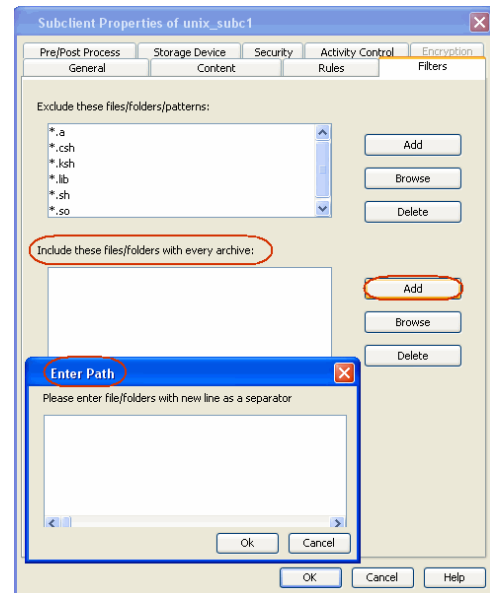 Subclient Properties of unix_subc1
Pre/Post Process Storage Device Security Activity Control Encryption
General Content Rules Filters
Exclude these files/folders/patterns:
*.a
*.csh
*.ksh
*.lib
*.sh
*.so
Add
Browse
Delete
Include these files/folders with every archive:
Add
Browse
Delete
Enter Path
Please enter file/folders with new line as a separator
Ok Cancel
OK Cancel Help